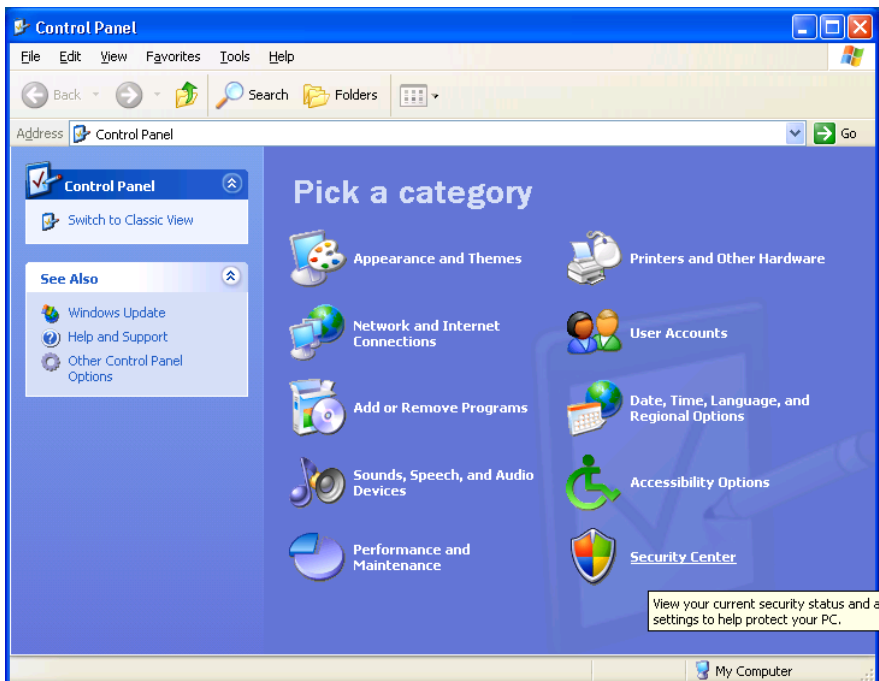 Control Panel
File Edit View Favorites Tools Help
Back Search Folders
Address Control Panel Go
Control Panel
Switch to Classic View
See Also
Windows Update
Help and Support
Other Control Panel
Options
Pick a category
Appearance and Themes
Printers and Other Hardware
Network and Internet
Connections
User Accounts
Add or Remove Programs
Date, Time, Language, and
Regional Options
Sounds, Speech, and Audio
Devices
Accessibility Options
Performance and
Maintenance
Security Center
View your current security status and a
settings to help protect your PC.
My Computer